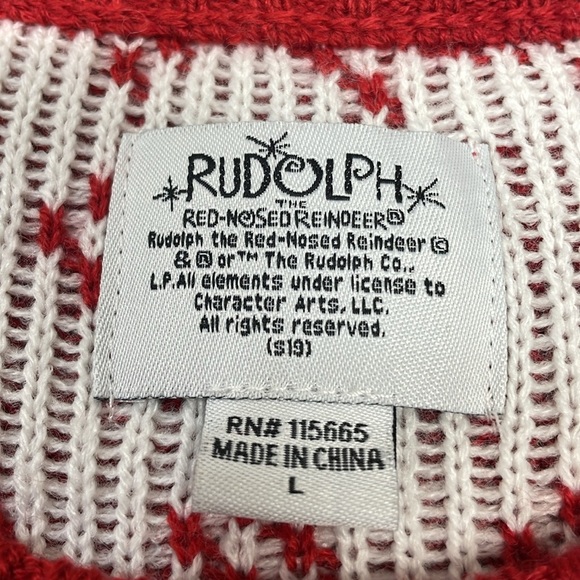 RUDOLPH
THE
RED-NOSED REINDEER®
Rudolph the Red-Nosed Reindeer ©
& ® or ™ The Rudolph Co.,
L.P. All elements under license to
Character Arts, LLC.
All rights reserved.
(s19)
RN# 115665
MADE IN CHINA
L